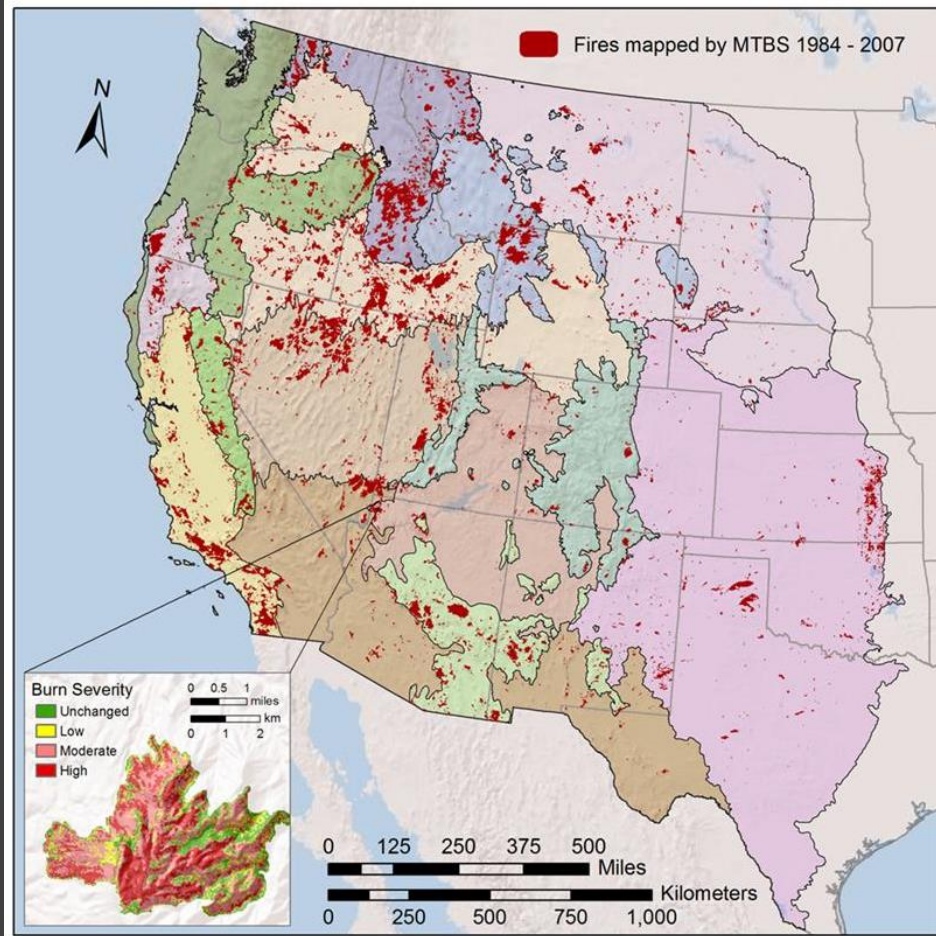 Fires mapped by MTBS 1984 - 2007
N
Burn Severity
Unchanged
Low
Moderate
High
0 0.5 1
miles
km
0 1 2
0 125 250 375 500
Miles
Kilometers
0 250 500 750 1,000